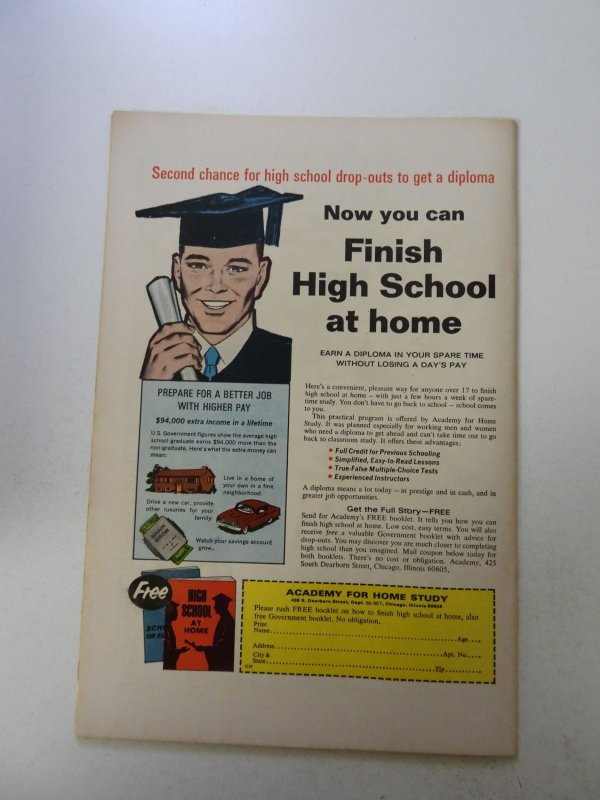 Second chance for high school drop-outs to get a diploma
Now you can
Finish
High School
at home
EARN A DIPLOMA IN YOUR SPARE TIME
WITHOUT LOSING A DAY'S PAY
PREPARE FOR A BETTER JOB
WITH HIGHER PAY
$94,000 extra income in a lifetime
U.S. Government figures show the average high
school graduate earns $94,000 more than the
non-graduate. Here's what the extra money can
mean:
Live in a home of
your own in a fine
neighborhood.
Drive a new car, provide
other luxuries for your
family.
BANK
BOOK
Watch your savings account
grow.
Here's a convenient, pleasant way for anyone over 17 to finish
high school at home – with just a few hours a week of spare-
time study. You don't have to go back to school – school comes
to you.
This practical program is offered by Academy for Home
Study. It was planned especially for working men and women
who need a diploma to get ahead and can't take time out to go
back to classroom study. It offers these advantages:
• Full Credit for Previous Schooling
• Simplified, Easy-to-Read Lessons
• True-False Multiple-Choice Tests
• Experienced Instructors
A diploma means a lot today – in prestige and in cash, and in
greater job opportunities.
Get the Full Story—FREE
Send for Academy's FREE booklet. It tells you how you can
finish high school at home. Low cost, easy terms. You will also
receive free a valuable Government booklet with advice for
drop-outs. You may discover you are much closer to completing
high school than you imagined. Mail coupon today for
both booklets. There's no cost or obligation. Academy, 425
South Dearborn Street, Chicago, Illinois 60605.
Free
HIGH
SCHOOL
AT
HOME
SCH
OR EL
ACADEMY FOR HOME STUDY
Dearborn Street, Dept. Chicago, Illinois 60605
Please rush FREE booklet on how to finish high school at home, also
free Government booklet. No obligation.
Print
Name Age
Address Apt. No.
City &
State Zip